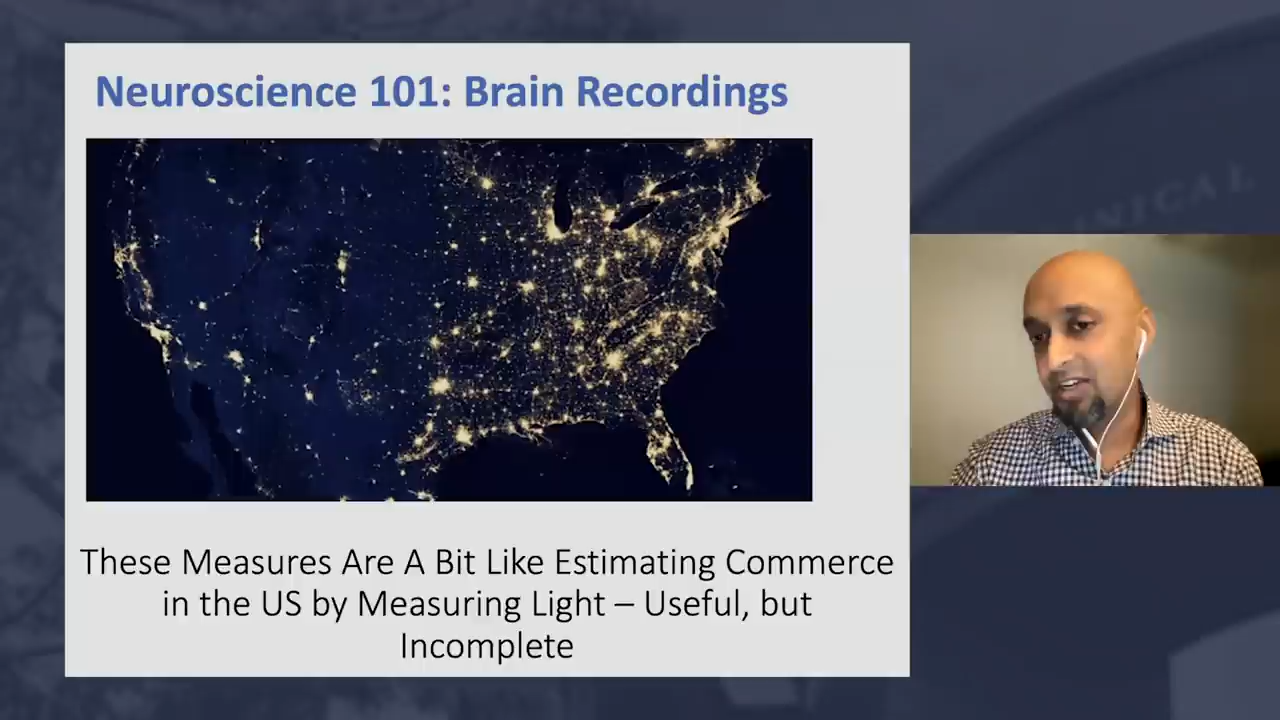 Neuroscience 101: Brain Recordings
INICAL
These Measures Are A Bit Like Estimating Commerce
in the US by Measuring Light – Useful, but
Incomplete